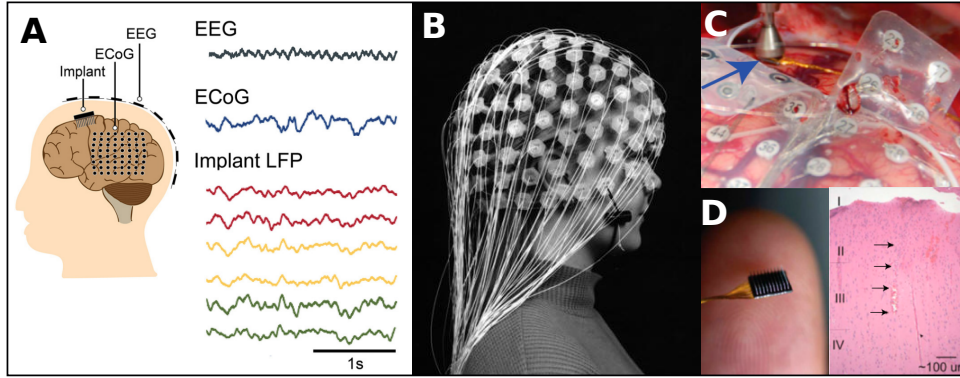 A
EEG
ECoG
Implant
EEG
ECoG
Implant LFP
1s
B
C
D
I
II
III
IV
~100 um